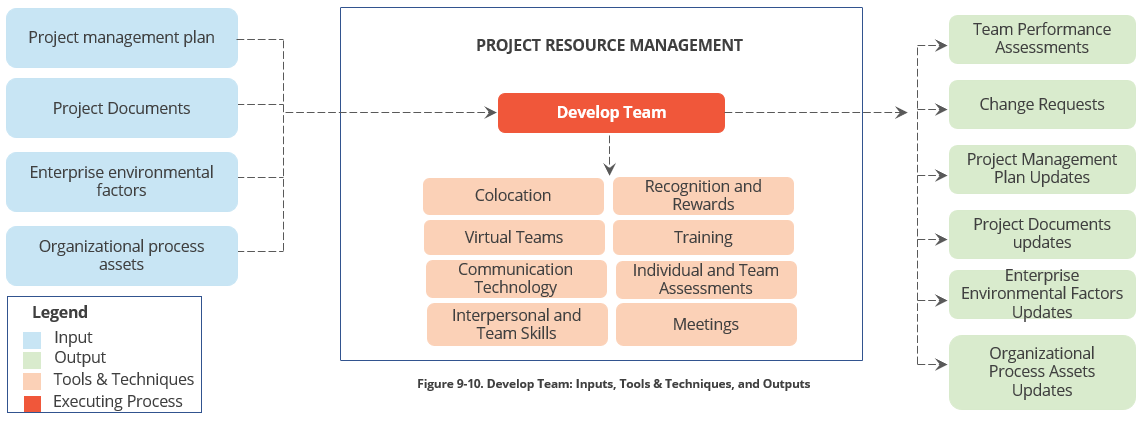 Project management plan
Project Documents
Enterprise environmental
factors
Organizational process
assets
Legend
Input
Output
Tools & Techniques
Executing Process
PROJECT RESOURCE MANAGEMENT
Develop Team
Colocation
Recognition and
Rewards
Virtual Teams
Training
Communication
Technology
Individual and Team
Assessments
Interpersonal and
Team Skills
Meetings
Figure 9-10. Develop Team: Inputs, Tools & Techniques, and Outputs
Team Performance
Assessments
Change Requests
Project Management
Plan Updates
Project Documents
updates
Enterprise
Environmental Factors
Updates
Organizational
Process Assets
Updates